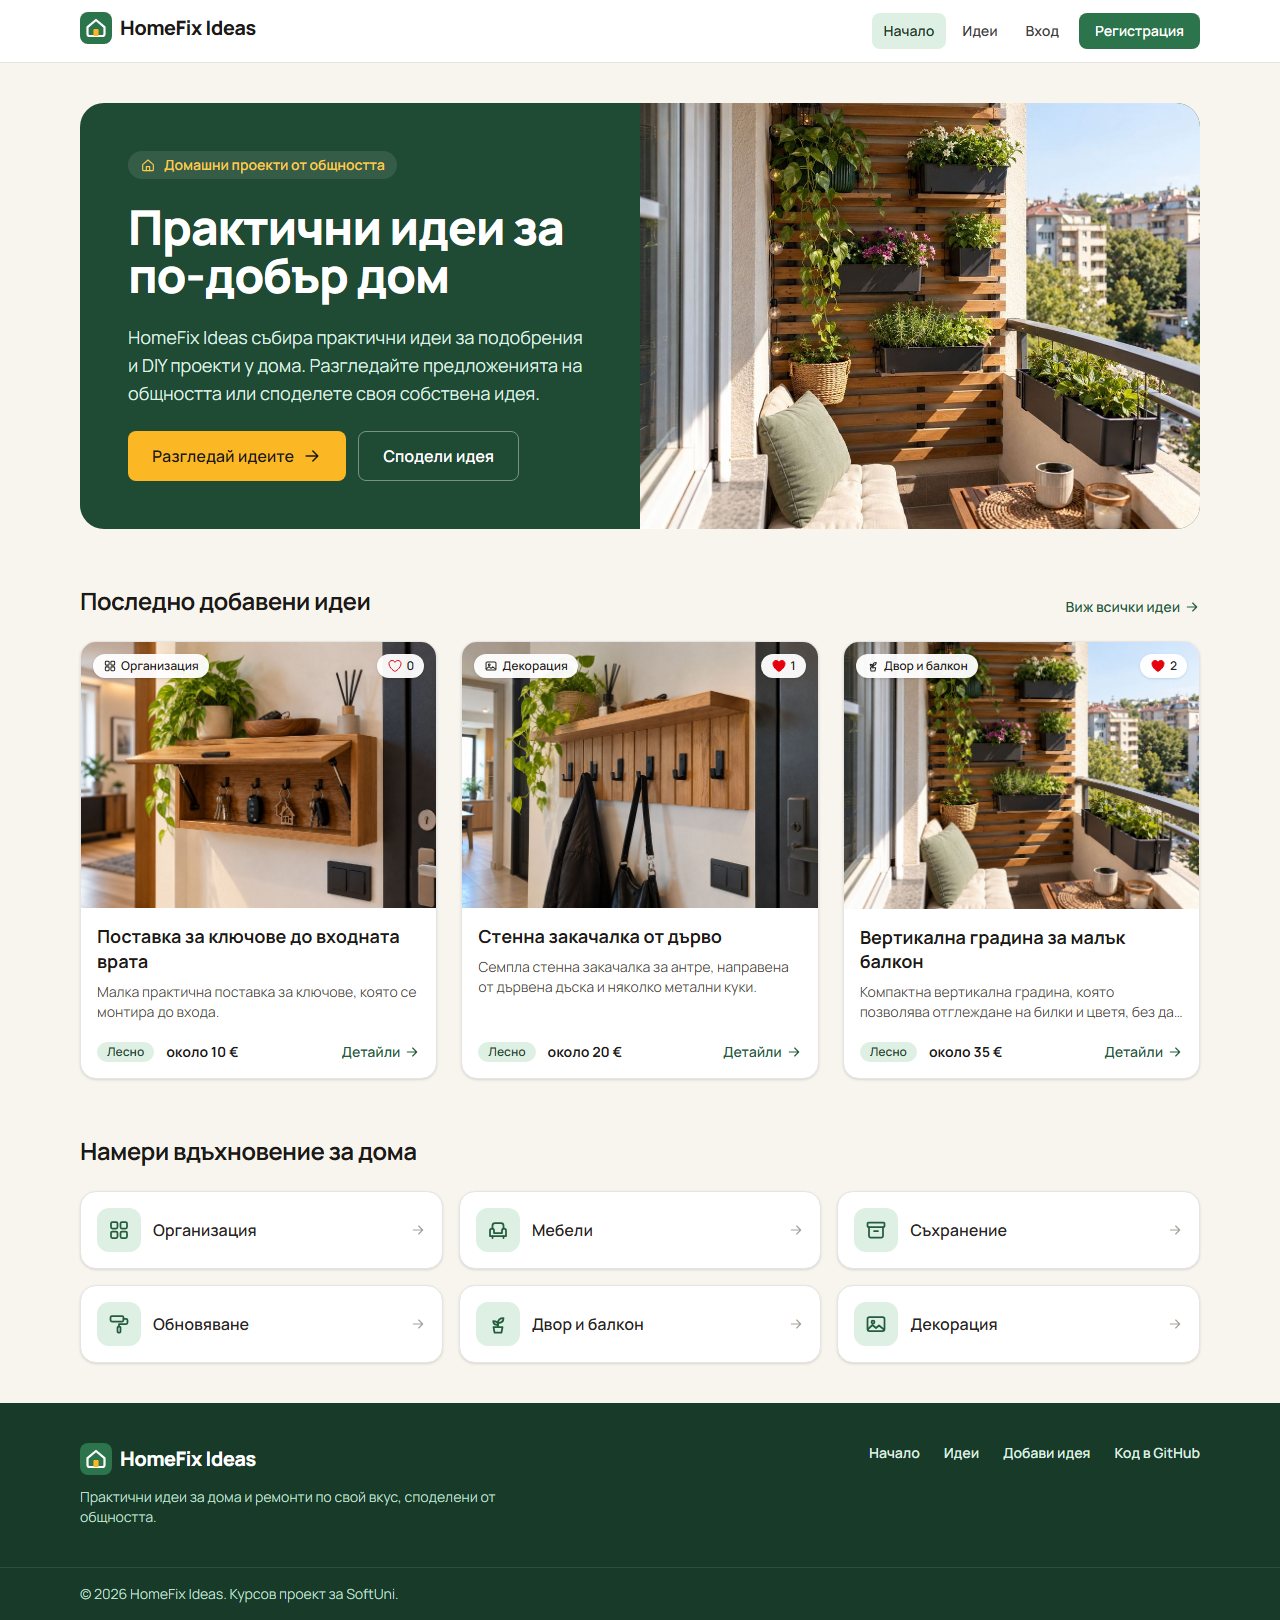 HomeFix Ideas
Начало
Идеи
Вход
Регистрация
Домашни проекти от общността
Практични идеи за
по-добър дом
HomeFix Ideas събира практични идеи за подобрения
и DIY проекти у дома. Разгледайте предложенията на
общността или споделете своя собствена идея.
Разгледай идеите
Сподели идея
Последно добавени идеи
Виж всички идеи
Организация
0
Поставка за ключове до входната
врата
Малка практична поставка за ключове, която се
монтира до входа.
Лесно
около 10 €
Детайли
Декорация
1
Стенна закачалка от дърво
Семпла стенна закачалка за антре, направена
от дървена дъска и няколко метални куки.
Лесно
около 20 €
Детайли
Двор и балкон
2
Вертикална градина за малък
балкон
Компактна вертикална градина, която
позволява отглеждане на билки и цветя, без да...
Лесно
около 35 €
Детайли
Намери вдъхновение за дома
Организация
Мебели
Съхранение
Обновяване
Двор и балкон
Декорация
HomeFix Ideas
Практични идеи за дома и ремонти по свой вкус, споделени от
общността.
Начало
Идеи
Добави идея
Код в GitHub
© 2026 HomeFix Ideas. Курсов проект за SoftUni.